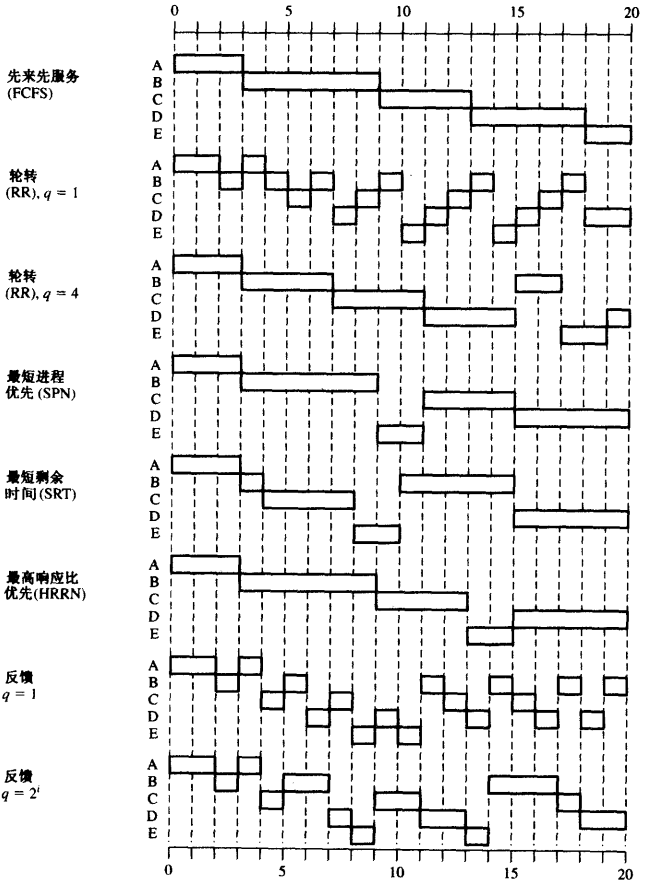 0 5 10 15 20
先来先服务
(FCFS)
A
B
C
D
E
轮转
(RR), q = 1
A
B
C
D
E
轮转
(RR), q = 4
A
B
C
D
E
最短进程
优先(SPN)
A
B
C
D
E
最短剩余
时间(SRT)
A
B
C
D
E
最高响应比
优先(HRRN)
A
B
C
D
E
反馈
q = 1
A
B
C
D
E
反馈
q = 2^i
A
B
C
D
E
0 5 10 15 20